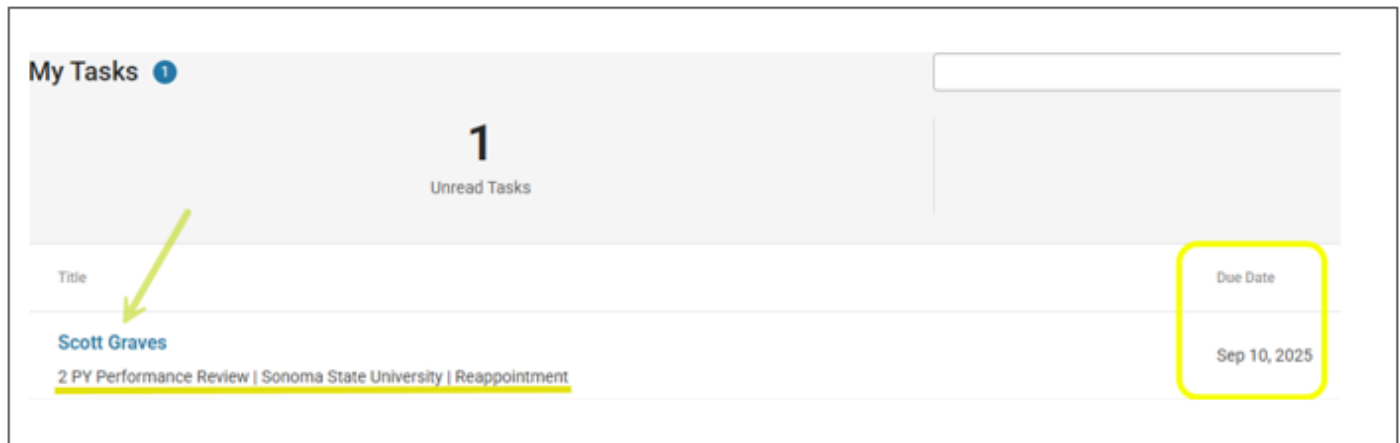 My Tasks 1
1
Unread Tasks
Title
Due Date
Scott Graves
Sep 10, 2025
2 PY Performance Review | Sonoma State University | Reappointment